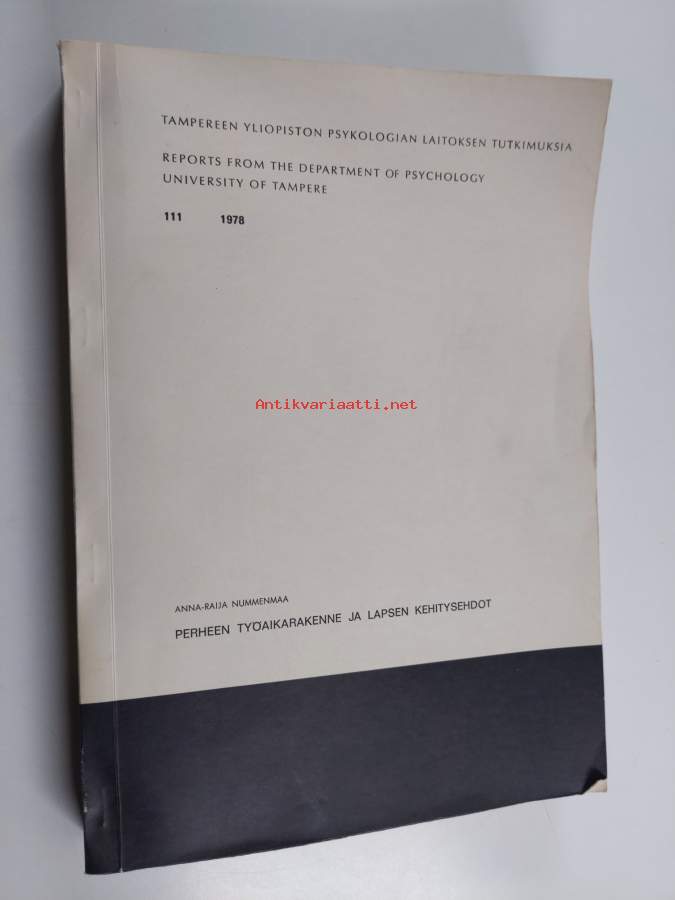 TAMPEREEN YLIOPISTON PSYKOLOGIAN LAITOKSEN TUTKIMUKSIA
REPORTS FROM THE DEPARTMENT OF PSYCHOLOGY
UNIVERSITY OF TAMPERE
111 1978
Antikvariaatti.net
ANNA-RAIJA NUMMENMAA
PERHEEN TYÖAIKARAKENNE JA LAPSEN KEHITYSEHDOT